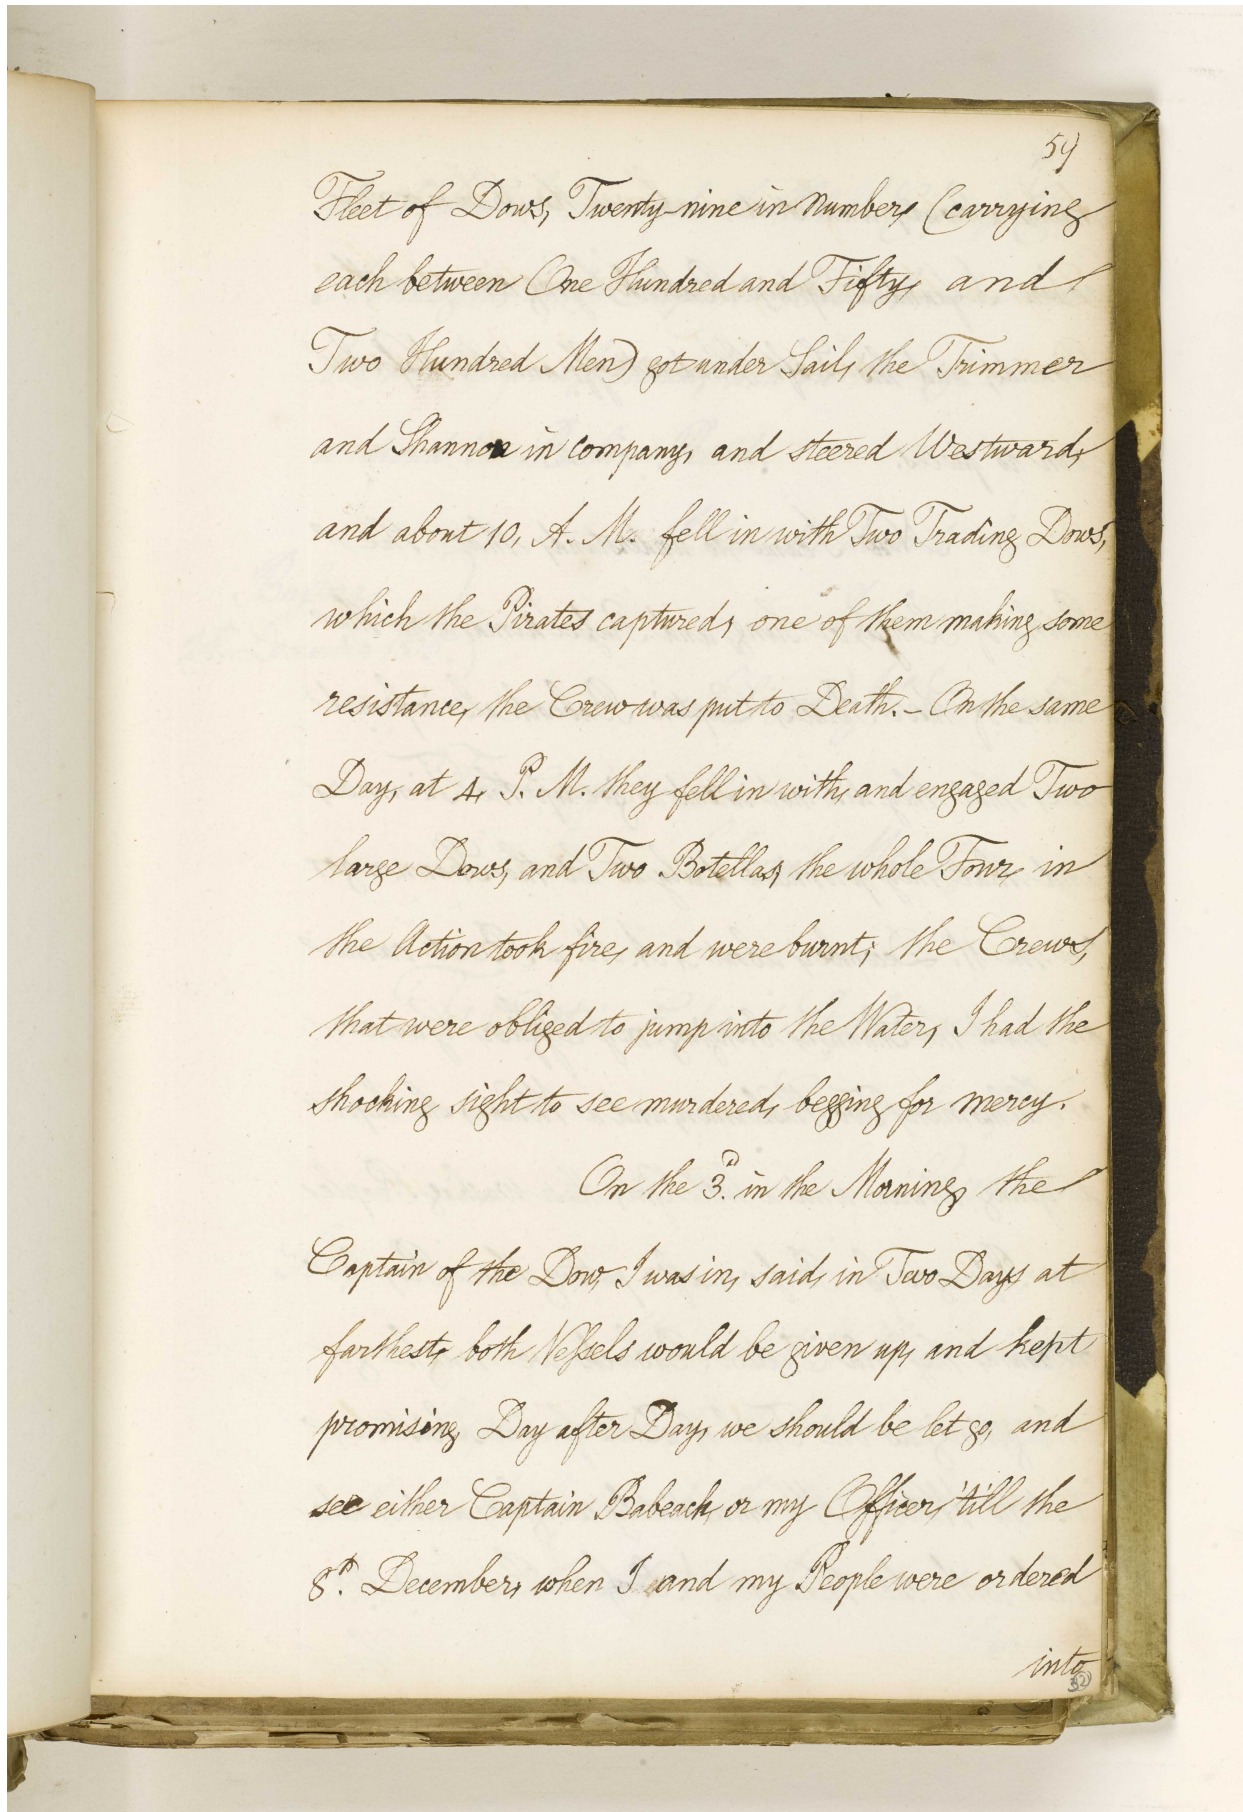 59
Fleet of Dows, Twenty-nine in Number, (carrying
each between One Hundred and Fifty, and
Two Hundred Men) got under Sail, the Trimmer
and Shannon in company, and steered Westward,
and about 10, A. M. fell in with Two Trading Dows,
which the Pirates captured, one of them making some
resistance, the Crew was put to Death. – On the same
Day, at 4, P. M. they fell in with, and engaged Two
large Dows, and Two Botellas; the whole Four, in
the Action took fire, and were burnt; the Crews,
that were obliged to jump into the Water, I had the
shocking sight to see murdered, begging for mercy.
On the 3.d in the Morning, the
Captain of the Dow, I was in, said, in Two Days at
farthest, both Vessels would be given up, and kept
promising, Day after Day, we should be let go, and
see either Captain Babcock, or my Officer, 'till the
8.th December, when I and my People were ordered
into
32